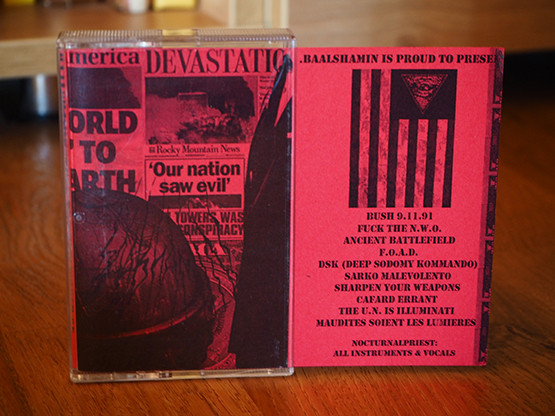 merica
DEVASTATIO
ORLD
TO
ARTH
Rocky Mountain News
'Our nation
saw evil'
TOWERS WAS
CONSPIRACY
.BAALSHAMIN IS PROUD TO PRESE
BUSH 9.11.91
FUCK THE N.W.O.
ANCIENT BATTLEFIELD
F.O.A.D.
DSK (DEEP SODOMY KOMMANDO)
SARKO MALEVOLENTO
SHARPEN YOUR WEAPONS
CAFARD ERRANT
THE U.N. IS ILLUMINATI
MAUDITES SOIENT LES LUMIERES
NOCTURNALPRIEST:
ALL INSTRUMENTS & VOCALS